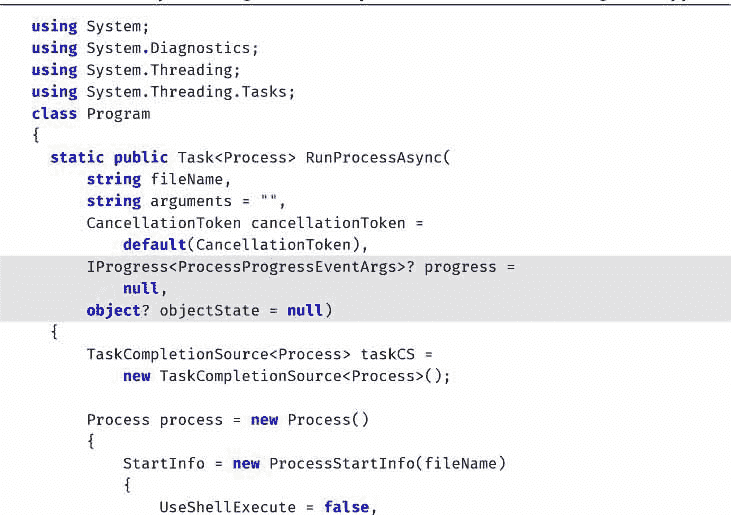 using System;
using System.Diagnostics;
using System.Threading;
using System.Threading.Tasks;
class Program
{
static public Task<Process> RunProcessAsync(
string fileName,
string arguments = "",
CancellationToken cancellationToken =
default(CancellationToken),
IProgress<ProcessProgressEventArgs>? progress =
null,
object? objectState = null)
{
TaskCompletionSource<Process> taskCS =
new TaskCompletionSource<Process>();
Process process = new Process()
{
StartInfo = new ProcessStartInfo(fileName)
{
UseShellExecute = false,